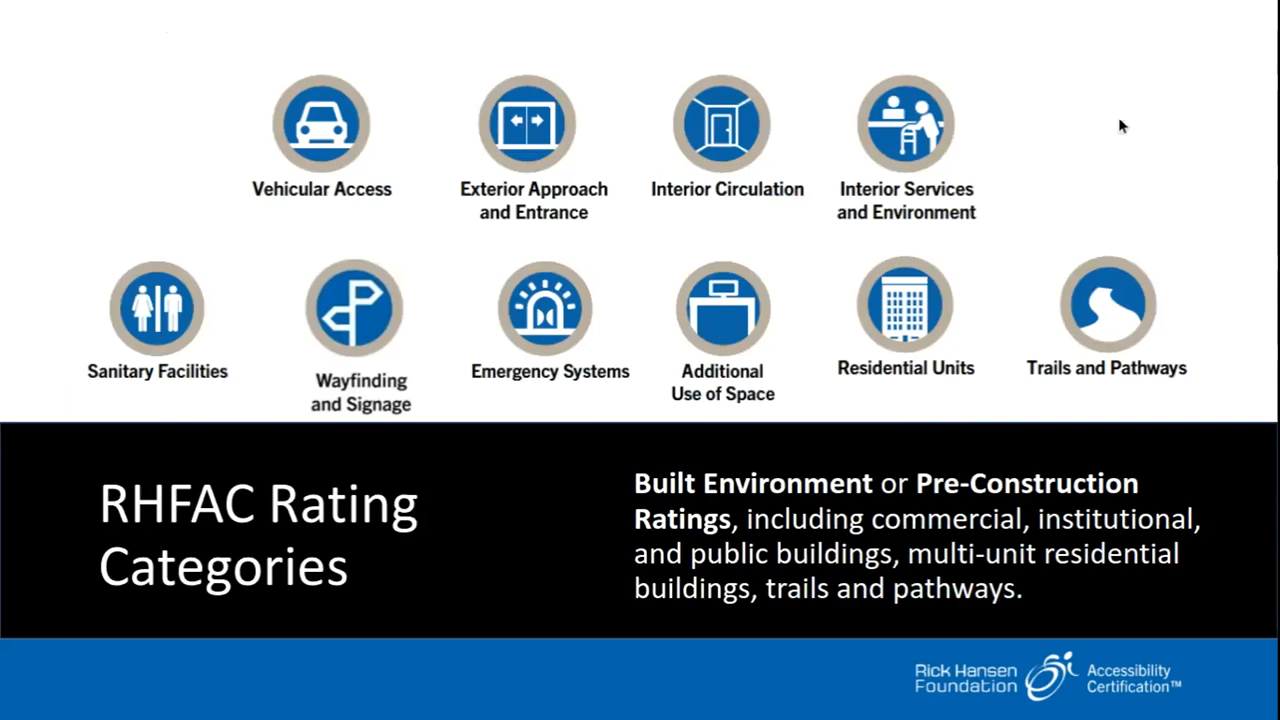 Vehicular Access
Exterior Approach
and Entrance
Interior Circulation
Interior Services
and Environment
Sanitary Facilities
Wayfinding
and Signage
Emergency Systems
Additional
Use of Space
Residential Units
Trails and Pathways
RHFAC Rating
Categories
Built Environment or Pre-Construction
Ratings, including commercial, institutional,
and public buildings, multi-unit residential
buildings, trails and pathways.
Rick Hansen
Foundation
Accessibility
Certification™